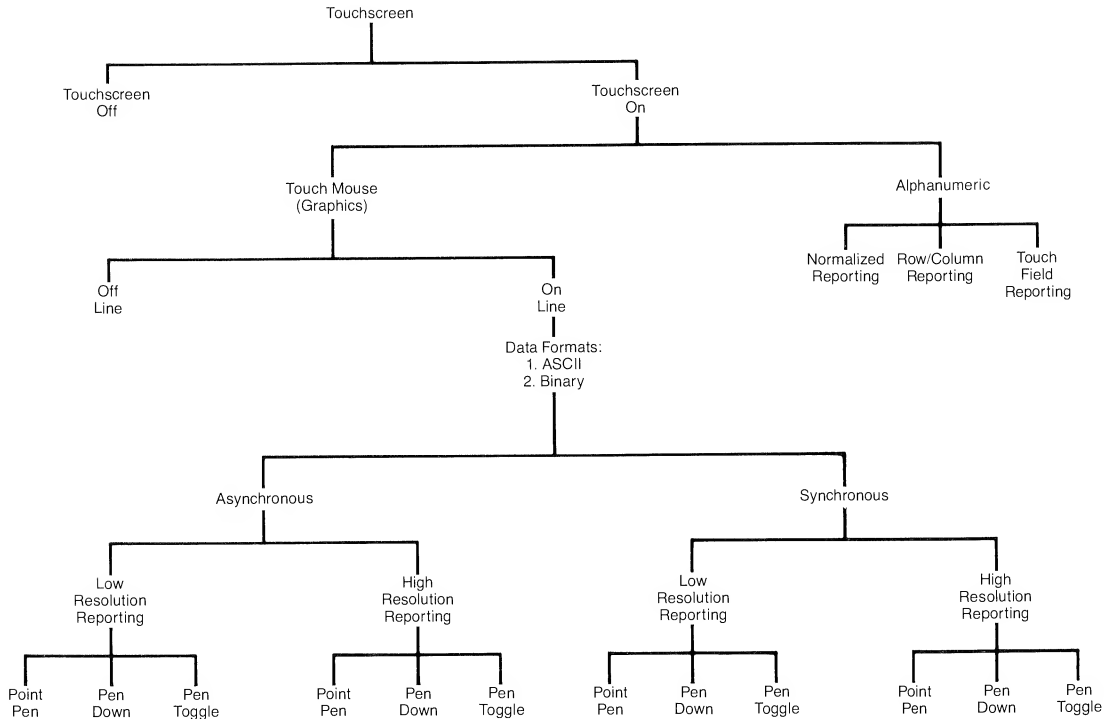 Touchscreen
Touchscreen
Off
Touchscreen
On
Touch Mouse
(Graphics)
Alphanumeric
Normalized
Reporting
Row/Column
Reporting
Touch
Field
Reporting
Off
Line
On
Line
Data Formats:
1. ASCII
2. Binary
Asynchronous
Synchronous
Low
Resolution
Reporting
High
Resolution
Reporting
Low
Resolution
Reporting
High
Resolution
Reporting
Point
Pen
Pen
Down
Pen
Toggle
Point
Pen
Pen
Down
Pen
Toggle
Point
Pen
Pen
Down
Pen
Toggle
Point
Pen
Pen
Down
Pen
Toggle